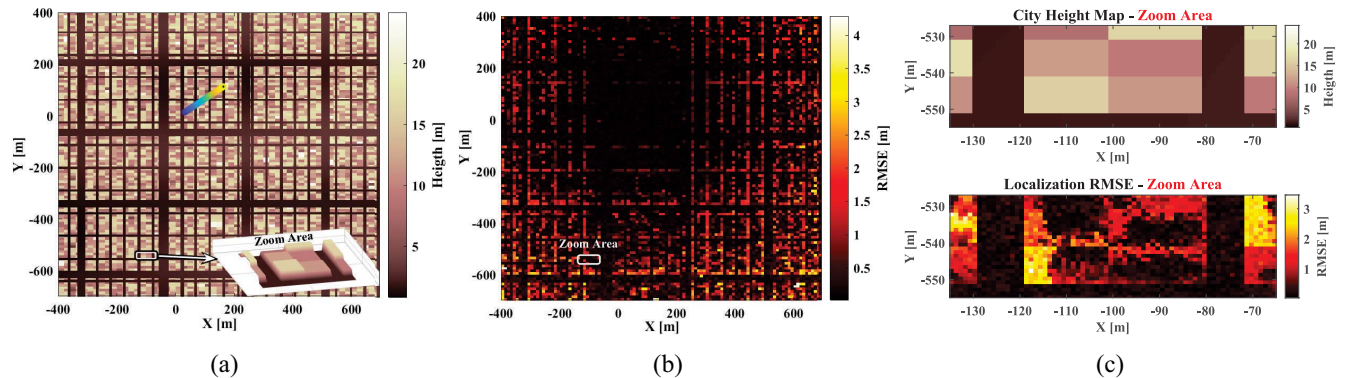 400
200
0
-200
-400
-600
Y [m]
-400 -200 0 200 400 600
X [m]
20
15
10
5
Heigth [m]
Zoom Area
(a)
400
200
0
-200
-400
-600
Y [m]
-400 -200 0 200 400 600
X [m]
4
3.5
3
2.5
2
1.5
1
0.5
RMSE [m]
Zoom Area
(b)
City Height Map - Zoom Area
-530
-540
-550
Y [m]
-130 -120 -110 -100 -90 -80 -70
X [m]
20
15
10
5
Heigth [m]
Localization RMSE - Zoom Area
-530
-540
-550
Y [m]
-130 -120 -110 -100 -90 -80 -70
X [m]
3
2
1
RMSE [m]
(c)